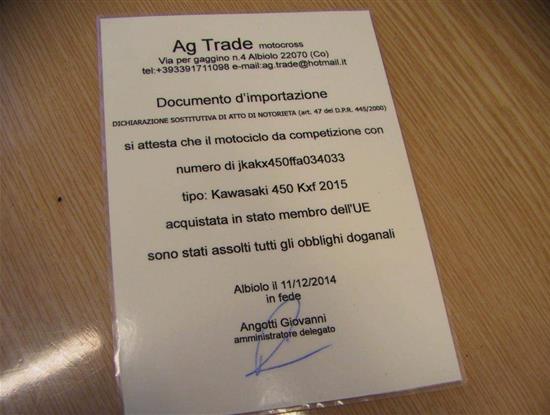 Ag Trade motocross
Via per gaggino n.4 Albiolo 22070 (Co)
tel:+393391711098 e-mail:ag.trade@hotmail.it
Documento d'importazione
DICHIARAZIONE SOSTITUTIVA DI ATTO DI NOTORIETA (art. 47 del D.P.R. 445/2000)
si attesta che il motociclo da competizione con
numero di jkakx450ffa034033
tipo: Kawasaki 450 Kxf 2015
acquistata in stato membro dell'UE
sono stati assolti tutti gli obblighi doganali
Albiolo il 11/12/2014
in fede
Angotti Giovanni
amministratore delegato